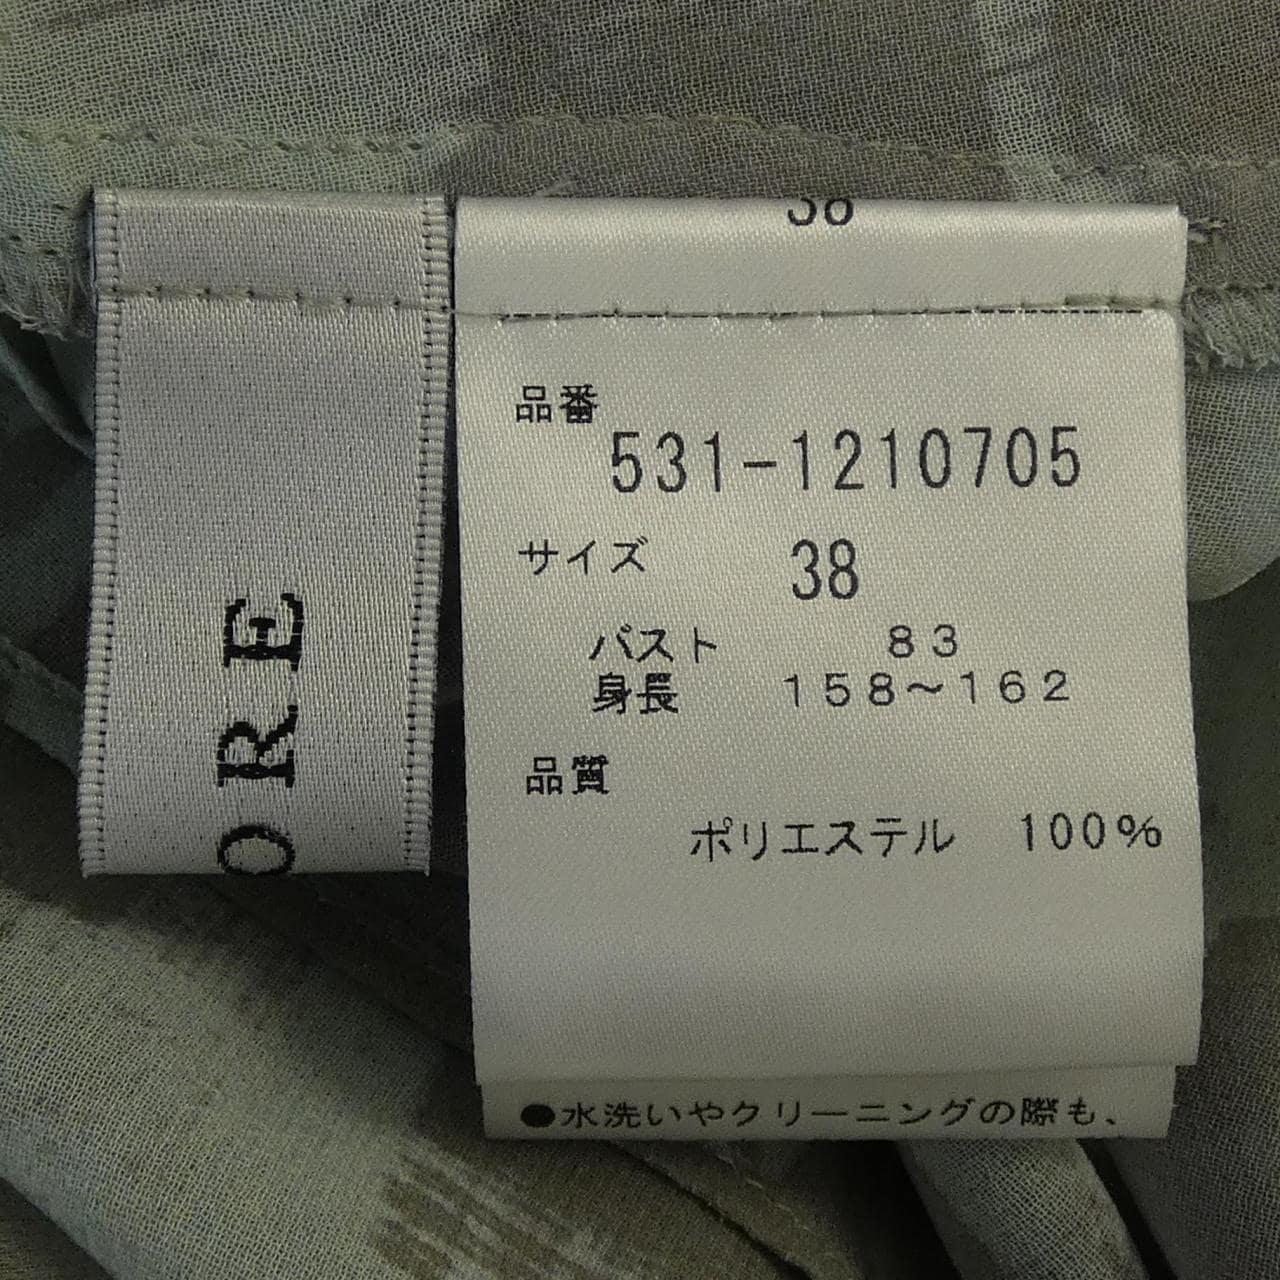 ORE
38
品番
531-1210705
サイズ 38
バスト 83
身長 158～162
品質
ポリエステル 100%
●水洗いやクリーニングの際も、